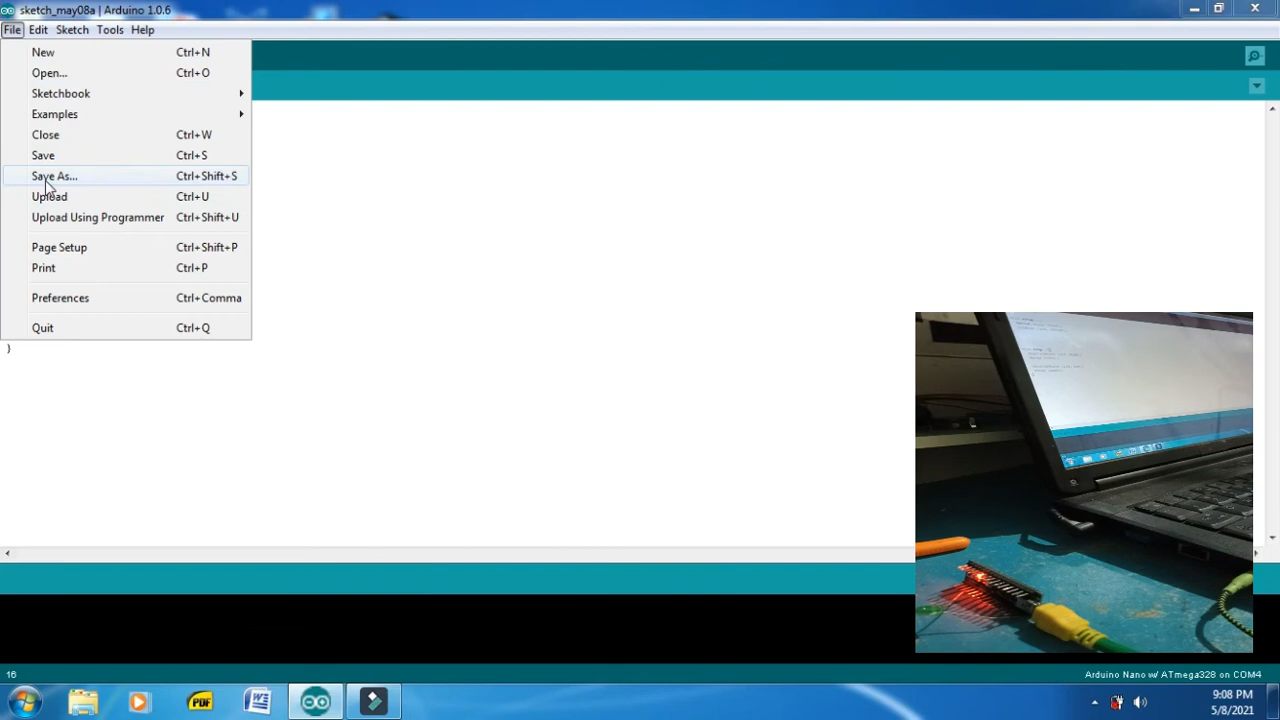 sketch_may08a | Arduino 1.0.6
File Edit Sketch Tools Help
New Ctrl+N
Open... Ctrl+O
Sketchbook
Examples
Close Ctrl+W
Save Ctrl+S
Save As... Ctrl+Shift+S
Upload Ctrl+U
Upload Using Programmer Ctrl+Shift+U
Page Setup Ctrl+Shift+P
Print Ctrl+P
Preferences Ctrl+Comma
Quit Ctrl+Q
}
16
Arduino Nano w/ ATmega328 on COM4
PDF
W
9:08 PM
5/8/2021